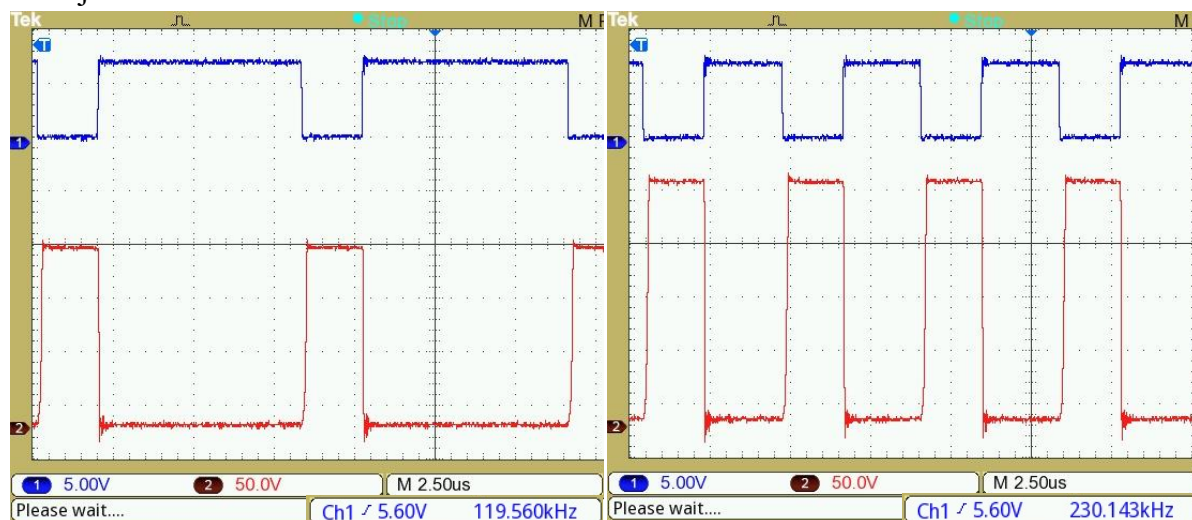 Tek Stop M P
T
1
2
1 5.00V 2 50.0V M 2.50us
Please wait.... Ch1 / 5.60V 119.560kHz
Tek Stop M
T
1
2
1 5.00V 2 50.0V M 2.50us
Please wait.... Ch1 / 5.60V 230.143kHz